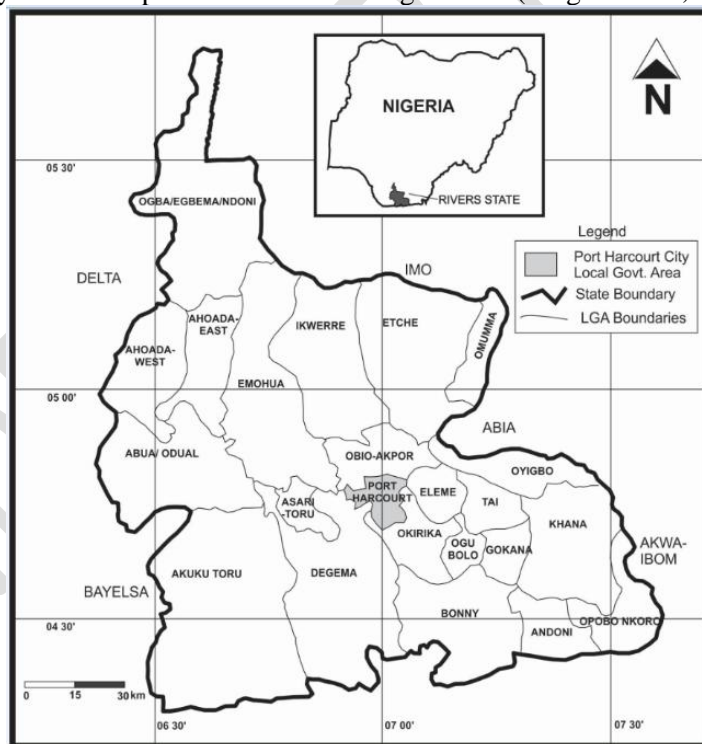 NIGERIA
RIVERS STATE
N
05 30'
OGBA/EGBEMA/NDONI
Legend
Port Harcourt City
Local Govt. Area
State Boundary
LGA Boundaries
DELTA
IMO
AHOADA-
EAST
IKWERRE
ETCHE
OMUMMA
AHOADA-
WEST
EMOHUA
05 00'
ABIA
ABUA/ ODUAL
OBIO-AKPOR
OYIGBO
PORT
HARCOURT
ELEME
TAI
KHANA
ASARI
-TORU
OKIRIKA
OGU
BOLO
GOKANA
AKWA-
IBOM
AKUKU TORU
DEGEMA
BAYELSA
04 30'
BONNY
ANDONI
OPOBO NKORO
0 15 30 km
06 30'
07 00'
07 30'